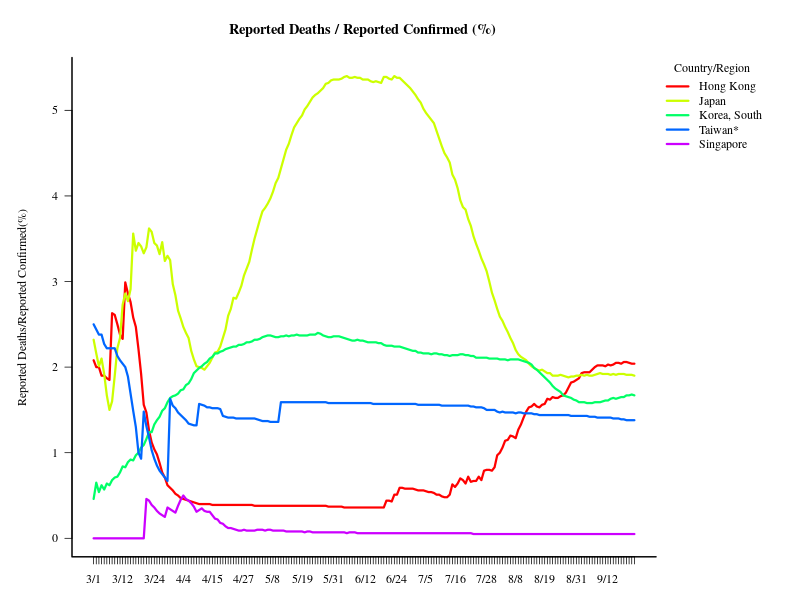 Reported Deaths / Reported Confirmed (%)
Country/Region
Hong Kong
Japan
Korea, South
Taiwan*
Singapore
Reported Deaths/Reported Confirmed(%)
5
4
3
2
1
0
3/1 3/12 3/24 4/4 4/15 4/27 5/8 5/19 5/31 6/12 6/24 7/5 7/16 7/28 8/8 8/19 8/31 9/12